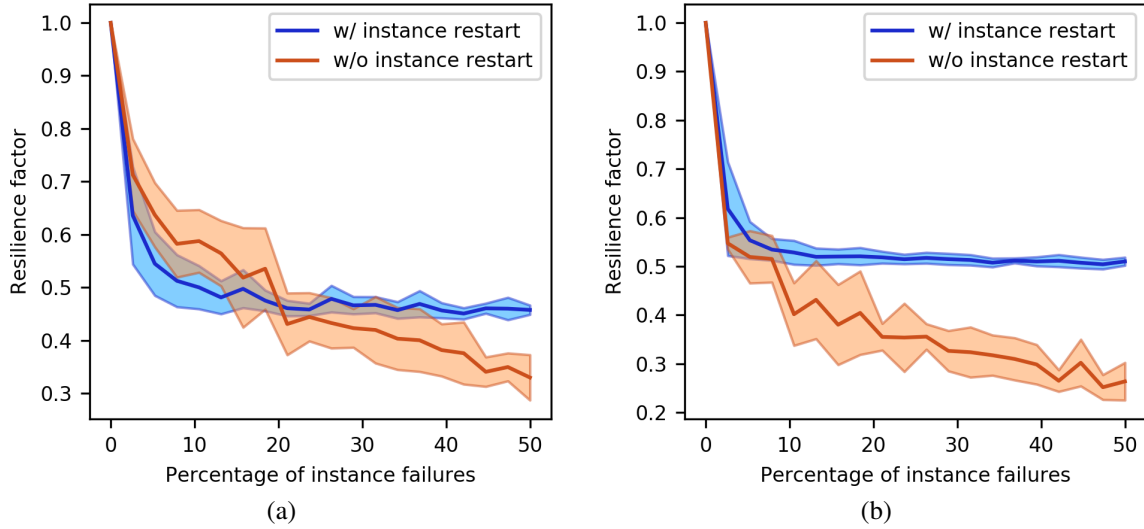 w/ instance restart
w/o instance restart
Resilience factor
1.0
0.9
0.8
0.7
0.6
0.5
0.4
0.3
0 10 20 30 40 50
Percentage of instance failures
(a)
w/ instance restart
w/o instance restart
Resilience factor
1.0
0.9
0.8
0.7
0.6
0.5
0.4
0.3
0.2
0 10 20 30 40 50
Percentage of instance failures
(b)